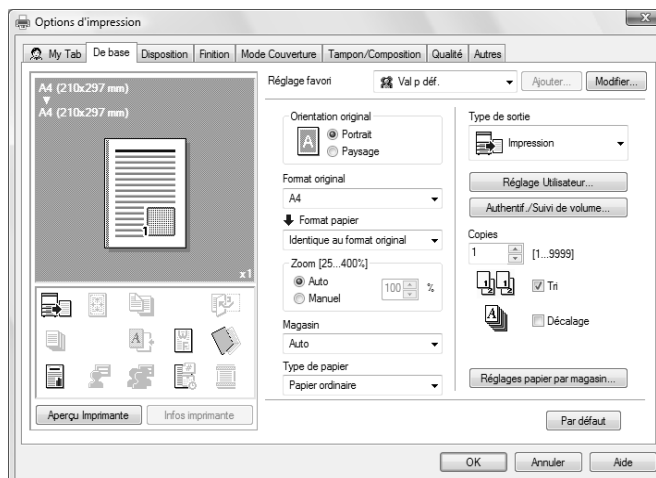 Options d'impression
My Tab De base Disposition Finition Mode Couverture Tampon/Composition Qualité Autres
A4 (210x297 mm)
A4 (210x297 mm)
1
x1
Aperçu Imprimante Infos imprimante
Réglage favori Val p déf. Ajouter... Modifier...
Orientation original
A
Portrait
Paysage
Format original
A4
Format papier
Identique au format original
Zoom [25...400%]
Auto
Manuel
100 %
Magasin
Auto
Type de papier
Papier ordinaire
Type de sortie
Impression
Réglage Utilisateur...
Authentif./Suivi de volume...
Copies
1 [1...9999]
Tri
Décalage
Réglages papier par magasin...
Par défaut
OK Annuler Aide